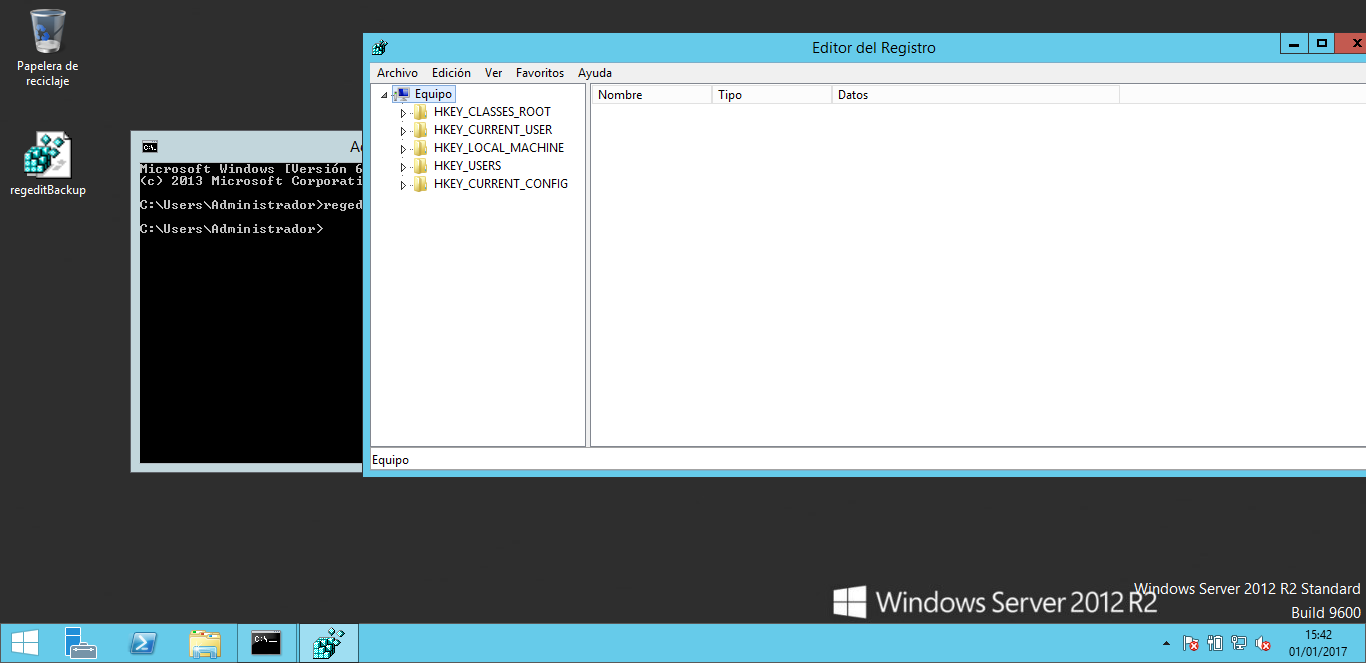 Papelera de
reciclaje
regeditBackup
Microsoft Windows [Versión 6
(c) 2013 Microsoft Corporati
C:\Users\Administrador>reged
C:\Users\Administrador>
Editor del Registro
Archivo Edición Ver Favoritos Ayuda
Equipo
HKEY_CLASSES_ROOT
HKEY_CURRENT_USER
HKEY_LOCAL_MACHINE
HKEY_USERS
HKEY_CURRENT_CONFIG
Nombre Tipo Datos
Equipo
Windows Server 2012 R2
Windows Server 2012 R2 Standard
Build 9600
15:42
01/01/2017